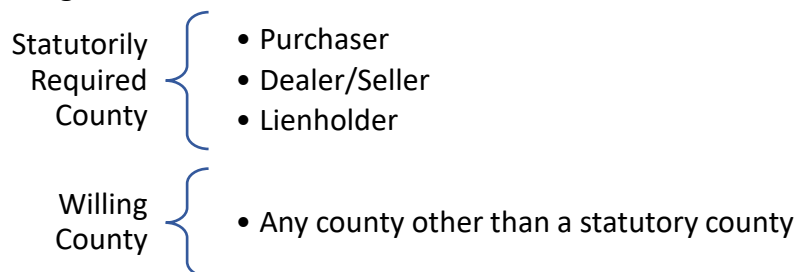 Statutorily
Required
County
• Purchaser
• Dealer/Seller
• Lienholder
Willing
County
• Any county other than a statutory county